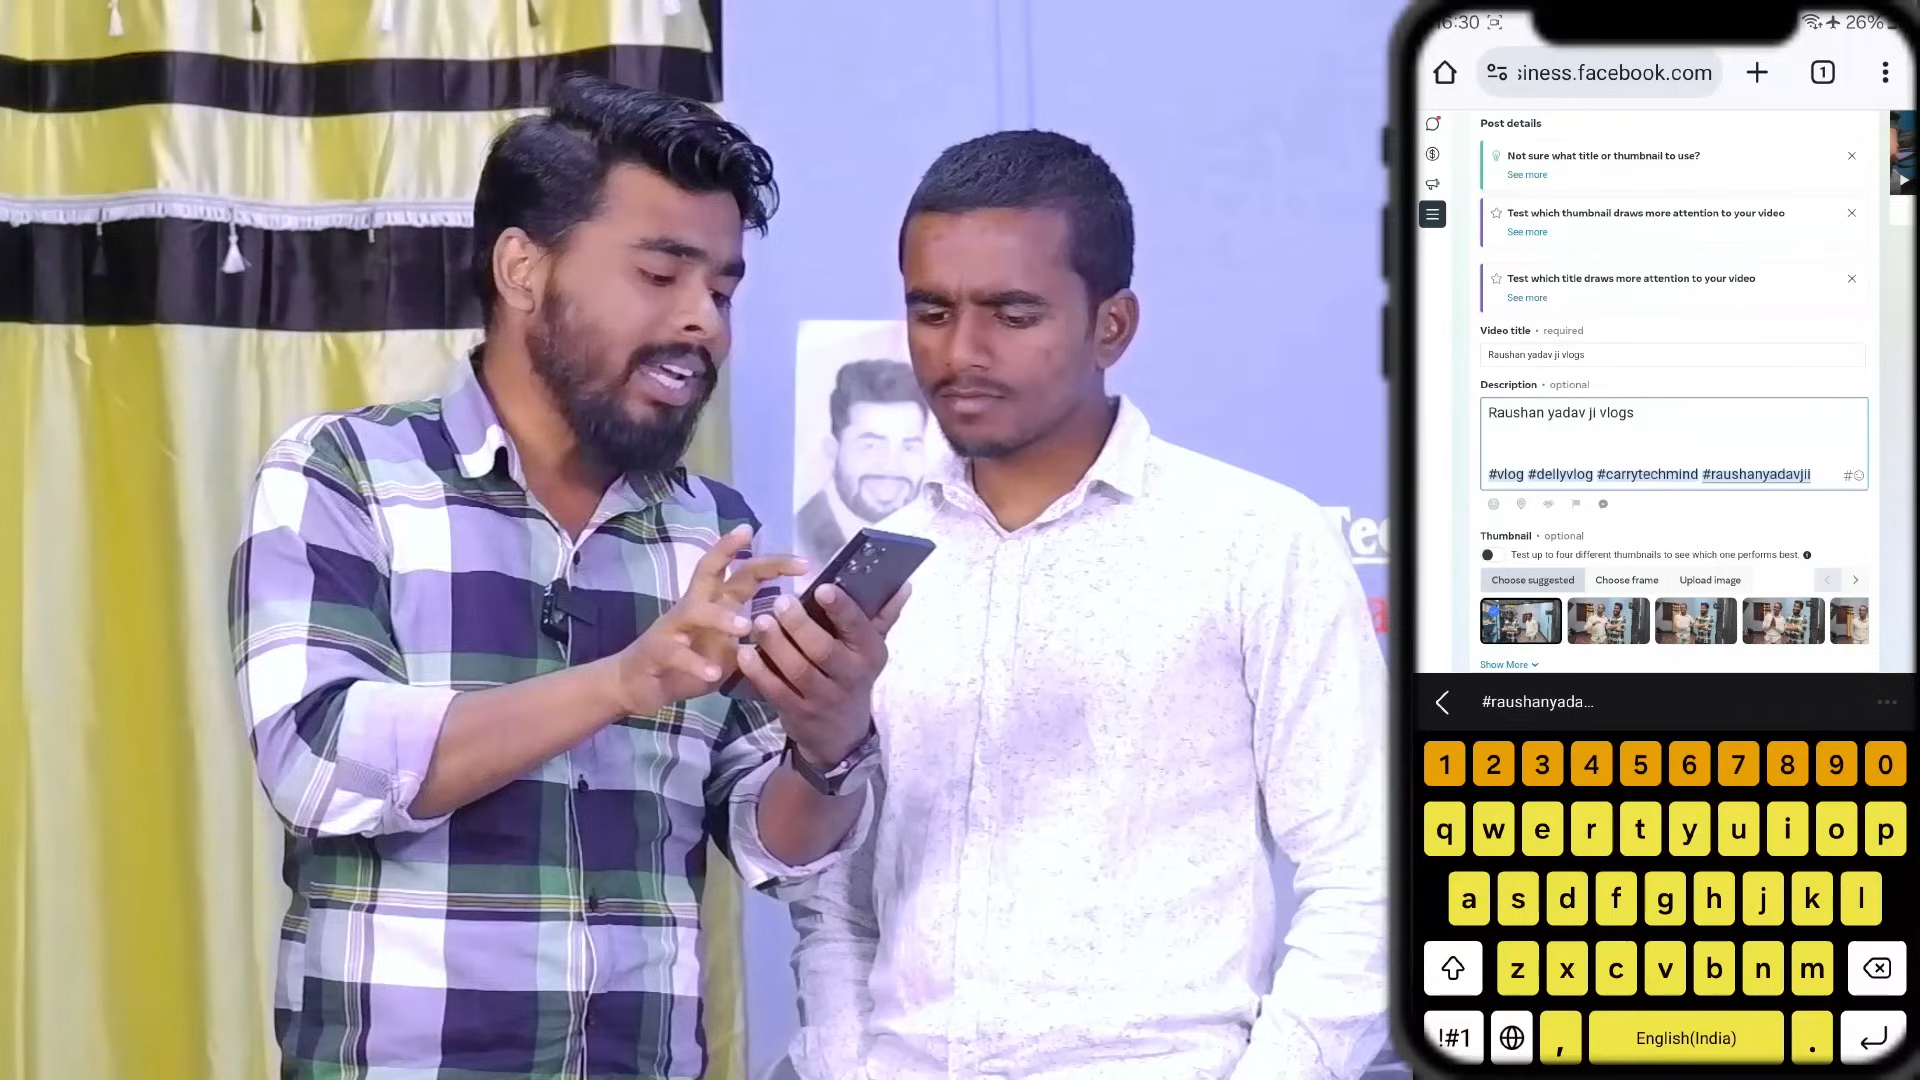 6:30
26%
siness.facebook.com
1
Post details
Not sure what title or thumbnail to use?
See more
Test which thumbnail draws more attention to your video
See more
Test which title draws more attention to your video
See more
Video title • required
Raushan yadav ji vlogs
Description • optional
Raushan yadav ji vlogs
#vlog #dellyvlog #carrytechmind #raushanyadavjii
Thumbnail • optional
Test up to four different thumbnails to see which one performs best.
Choose suggested Choose frame Upload image
Show More
#raushanyada...
1 2 3 4 5 6 7 8 9 0
q w e r t y u i o p
a s d f g h j k l
z x c v b n m
!#1 , English(India) .